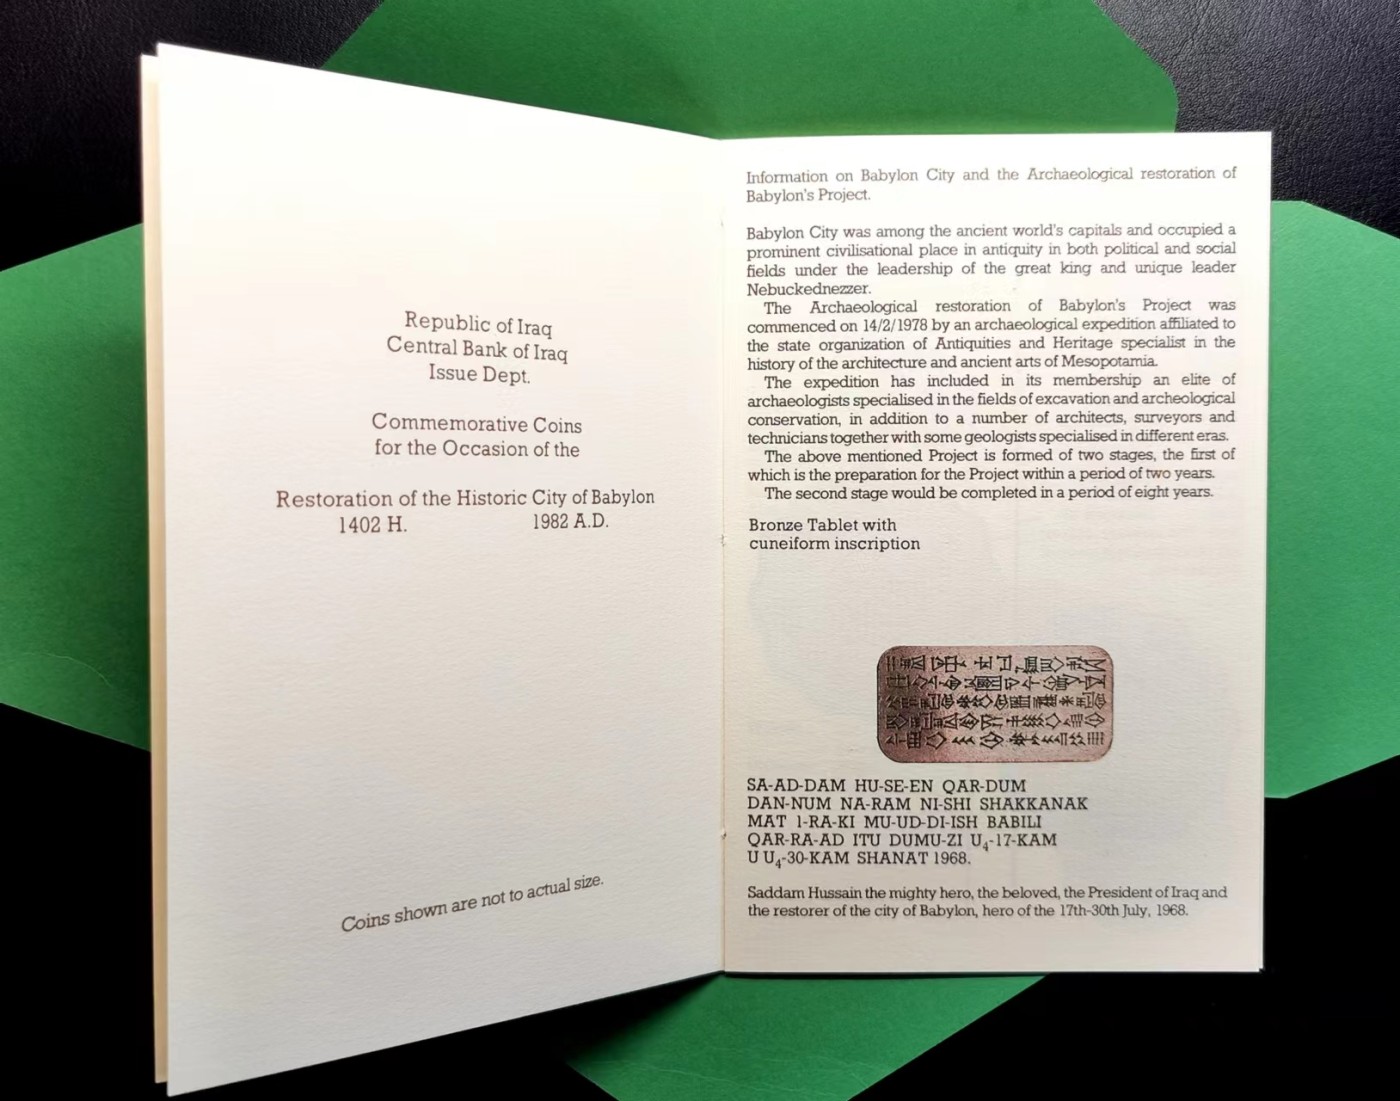 Republic of Iraq
Central Bank of Iraq
Issue Dept.
Commemorative Coins
for the Occasion of the
Restoration of the Historic City of Babylon
1402 H. 1982 A.D.
Coins shown are not to actual size.
Information on Babylon City and the Archaeological restoration of
Babylon's Project.
Babylon City was among the ancient world's capitals and occupied a
prominent civilisational place in antiquity in both political and social
fields under the leadership of the great king and unique leader
Nebuckednezzer.
The Archaeological restoration of Babylon's Project was
commenced on 14/2/1978 by an archaeological expedition affiliated to
the state organization of Antiquities and Heritage specialist in the
history of the architecture and ancient arts of Mesopotamia.
The expedition has included in its membership an elite of
archaeologists specialised in the fields of excavation and archeological
conservation, in addition to a number of architects, surveyors and
technicians together with some geologists specialised in different eras.
The above mentioned Project is formed of two stages, the first of
which is the preparation for the Project within a period of two years.
The second stage would be completed in a period of eight years.
Bronze Tablet with
cuneiform inscription
SA-AD-DAM HU-SE-EN QAR-DUM
DAN-NUM NA-RAM NI-SHI SHAKKANAK
MAT 1-RA-KI MU-UD-DI-ISH BABILI
QAR-RA-AD ITU DUMU-ZI U₄-17-KAM
U U₄-30-KAM SHANAT 1968.
Saddam Hussain the mighty hero, the beloved, the President of Iraq and
the restorer of the city of Babylon, hero of the 17th-30th July, 1968.